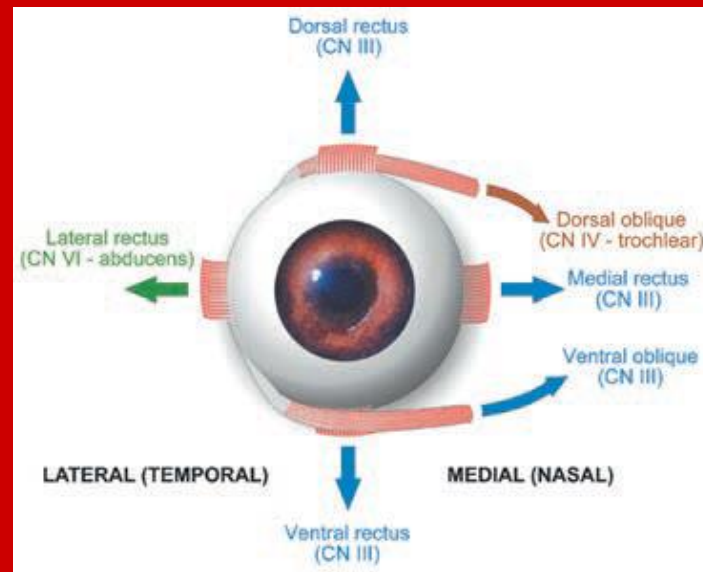 Dorsal rectus
(CN III)
Lateral rectus
(CN VI - abducens)
Dorsal oblique
(CN IV - trochlear)
Medial rectus
(CN III)
Ventral oblique
(CN III)
LATERAL (TEMPORAL)
MEDIAL (NASAL)
Ventral rectus
(CN III)